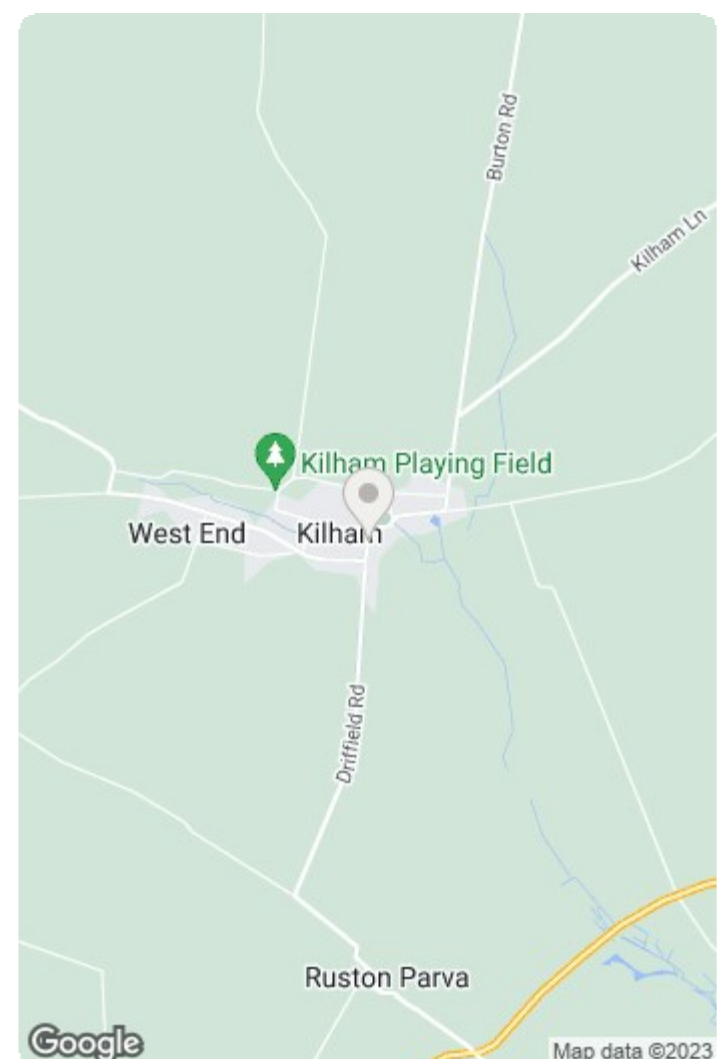 Burton Rd
Kilham Ln
Kilham Playing Field
West End
Kilham
Driffield Rd
Ruston Parva
Google
Map data ©2023